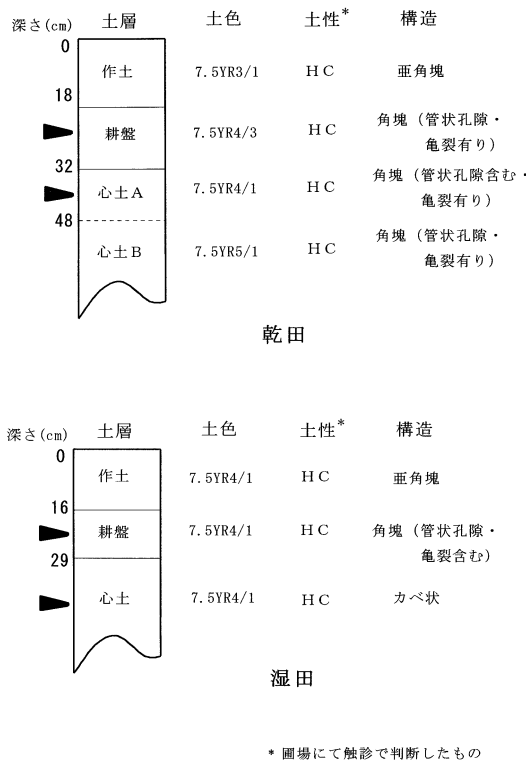 深さ(cm) 土層 土色 土性* 構造
0
作土 7.5YR3/1 HC 亜角塊
18
耕盤 7.5YR4/3 HC 角塊（管状孔隙・
亀裂有り）
32
心土A 7.5YR4/1 HC 角塊（管状孔隙含む・
亀裂有り）
48
心土B 7.5YR5/1 HC 角塊（管状孔隙・
亀裂有り）
乾田
深さ(cm) 土層 土色 土性* 構造
0
作土 7.5YR4/1 HC 亜角塊
16
耕盤 7.5YR4/1 HC 角塊（管状孔隙・
亀裂含む）
29
心土 7.5YR4/1 HC カベ状
湿田
* 圃場にて触診で判断したもの